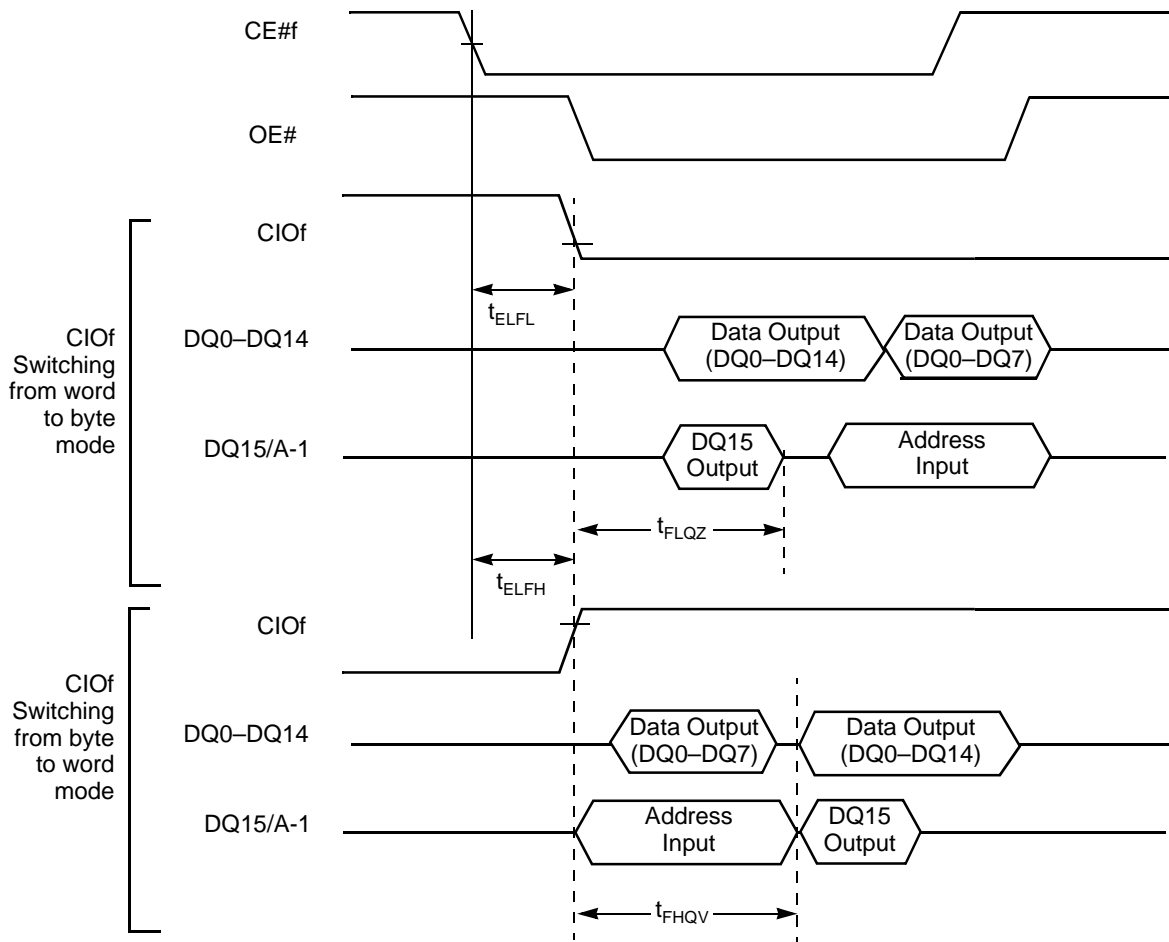 CE#f
OE#
CIOf
tELFL
CIOf
Switching
from word
to byte
mode
DQ0–DQ14
Data Output
(DQ0–DQ14)
Data Output
(DQ0–DQ7)
DQ15/A-1
DQ15
Output
Address
Input
tFLQZ
tELFH
CIOf
CIOf
Switching
from byte
to word
mode
DQ0–DQ14
Data Output
(DQ0–DQ7)
Data Output
(DQ0–DQ14)
DQ15/A-1
Address
Input
DQ15
Output
tFHQV